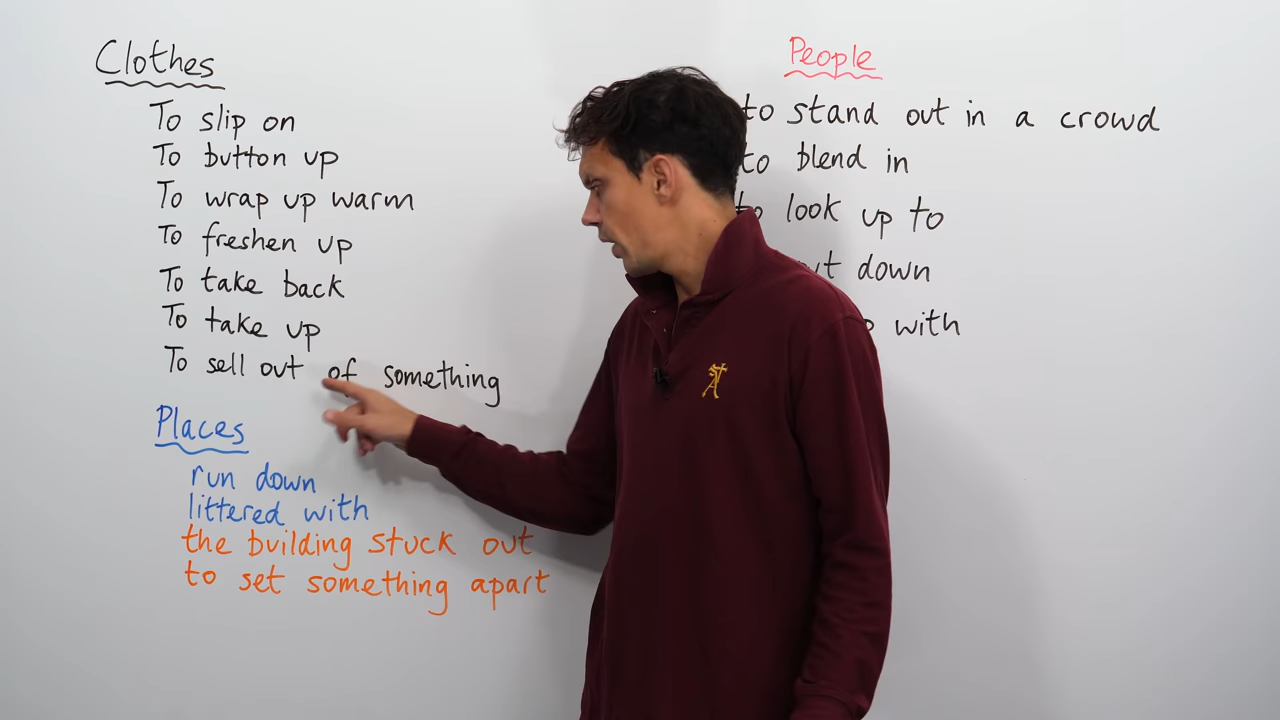 Clothes
To slip on
To button up
To wrap up warm
To freshen up
To take back
To take up
To sell out of something
Places
run down
littered with
the building stuck out
to set something apart
People
to stand out in a crowd
to blend in
to look up to
down
with